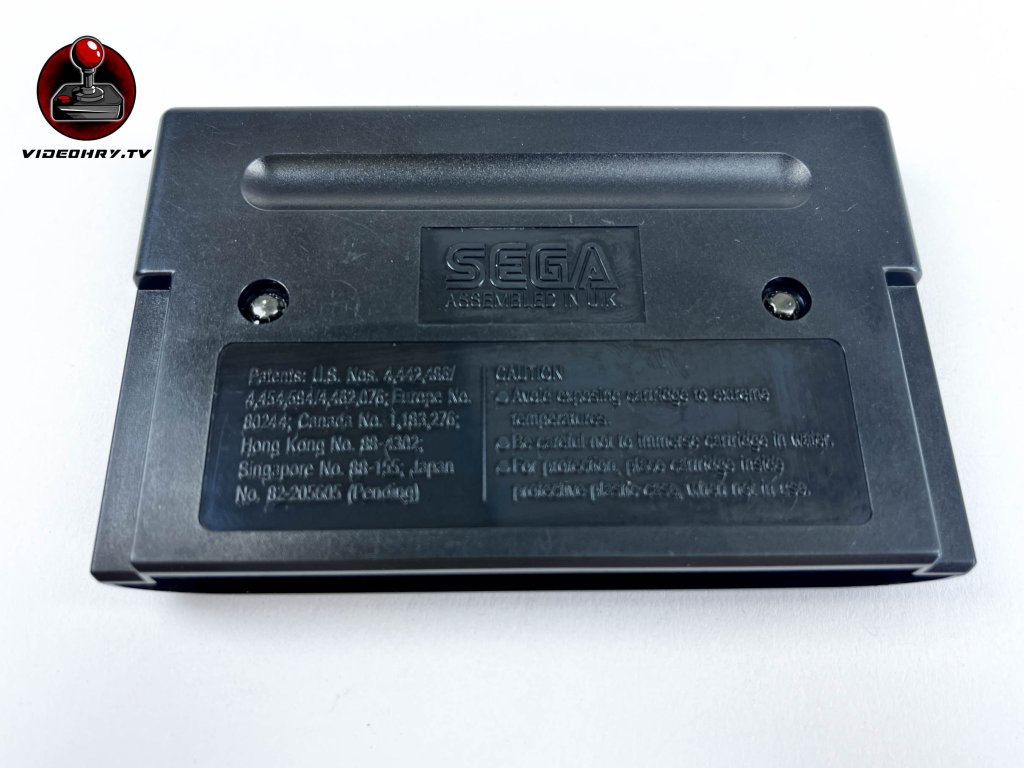 VIDEOHRY.TV
SEGA
ASSEMBLED IN U.K.
Patents: U.S. Nos. 4,442,486/
4,454,594/4,462,076; Europe No.
80244; Canada No. 1,183,276;
Hong Kong No. 88-4302;
Singapore No. 88-155; Japan
No. 82-205605 (Pending)
CAUTION
● Avoid exposing cartridge to extreme
temperatures.
● Be careful not to immerse cartridge in water.
● For protection, place cartridge inside
protective plastic case, when not in use.